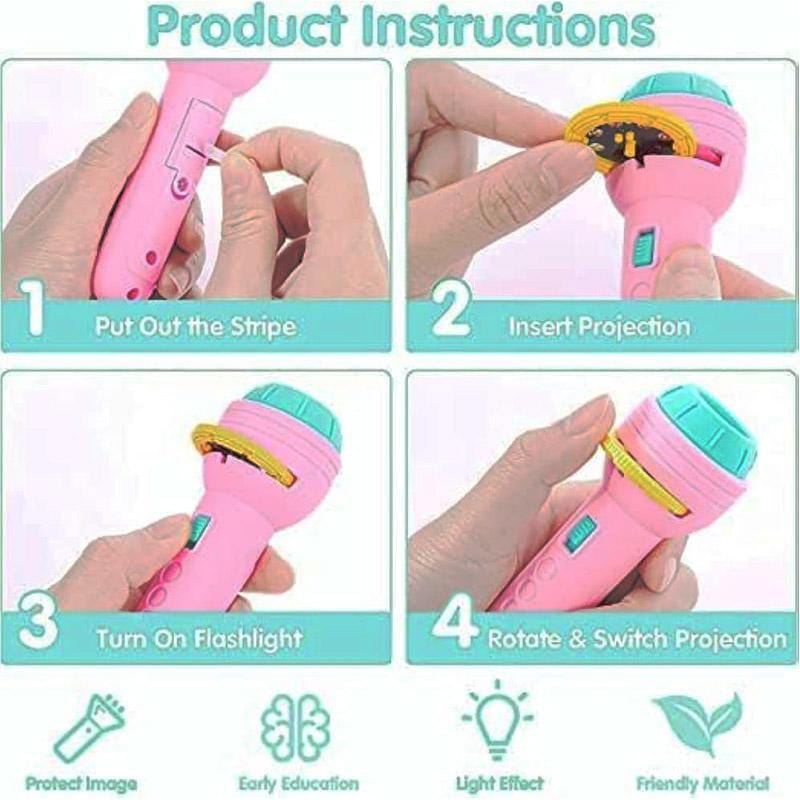 Product Instructions
1 Put Out the Stripe
2 Insert Projection
3 Turn On Flashlight
4 Rotate & Switch Projection
Protect Image
Early Education
Light Effect
Friendly Material